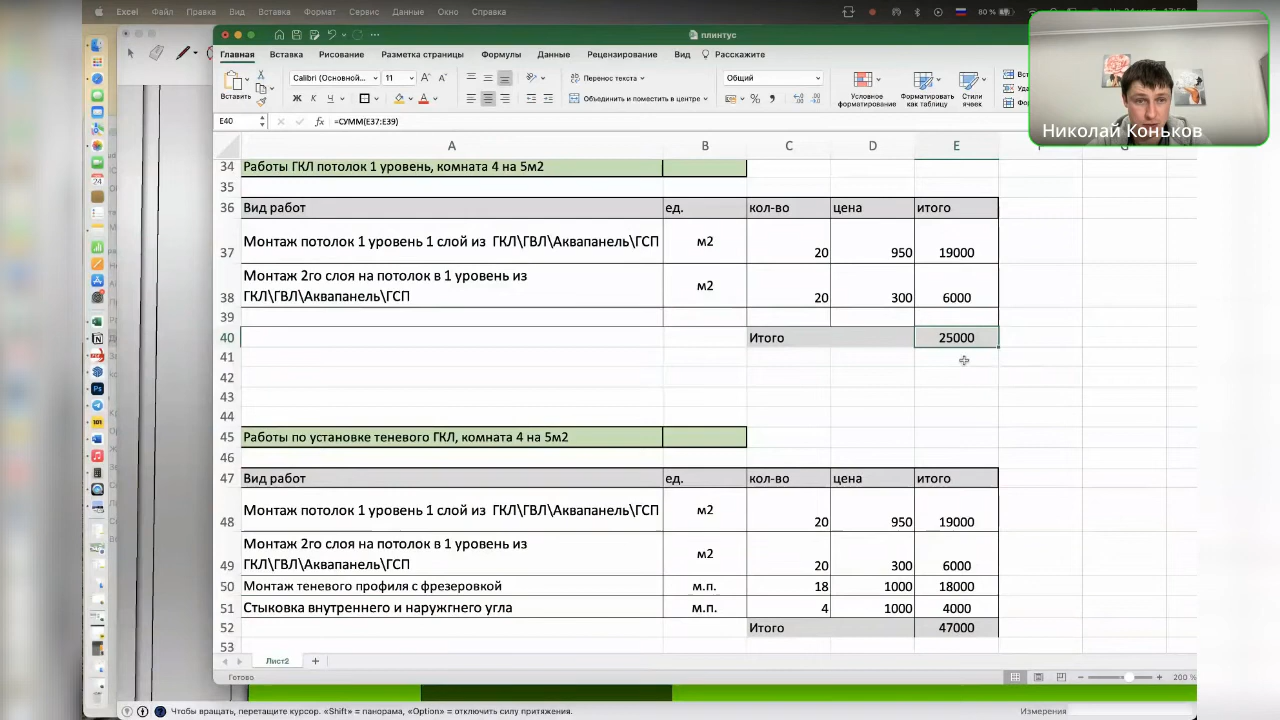 Excel Файл Правка Вид Вставка Формат Сервис Данные Окно Справка
80 %
плинтус
Главная Вставка Рисование Разметка страницы Формулы Данные Рецензирование Вид Расскажите
Вставить
Calibri (Основной... 11
Перенос текста
Объединить и поместить в центре
Общий
Условное форматирование
Форматировать как таблицу
Стили ячеек
Николай Коньков
E40 fx =СУММ(E37:E39)
A B C D E
34 Работы ГКЛ потолок 1 уровень, комната 4 на 5м2
35
36 Вид работ ед. кол-во цена итого
37 Монтаж потолок 1 уровень 1 слой из ГКЛ\ГВЛ\Аквапанель\ГСП м2 20 950 19000
Монтаж 2го слоя на потолок в 1 уровень из
38 ГКЛ\ГВЛ\Аквапанель\ГСП м2 20 300 6000
39
40 Итого 25000
41
42
43
44
45 Работы по установке теневого ГКЛ, комната 4 на 5м2
46
47 Вид работ ед. кол-во цена итого
48 Монтаж потолок 1 уровень 1 слой из ГКЛ\ГВЛ\Аквапанель\ГСП м2 20 950 19000
Монтаж 2го слоя на потолок в 1 уровень из
49 ГКЛ\ГВЛ\Аквапанель\ГСП м2 20 300 6000
50 Монтаж теневого профиля с фрезеровкой м.п. 18 1000 18000
51 Стыковка внутреннего и наружгнего угла м.п. 4 1000 4000
52 Итого 47000
53
Лист2 +
Готово
200 %
Чтобы вращать, перетащите курсор. «Shift» = панорама, «Option» = отключить силу притяжения. Измерения